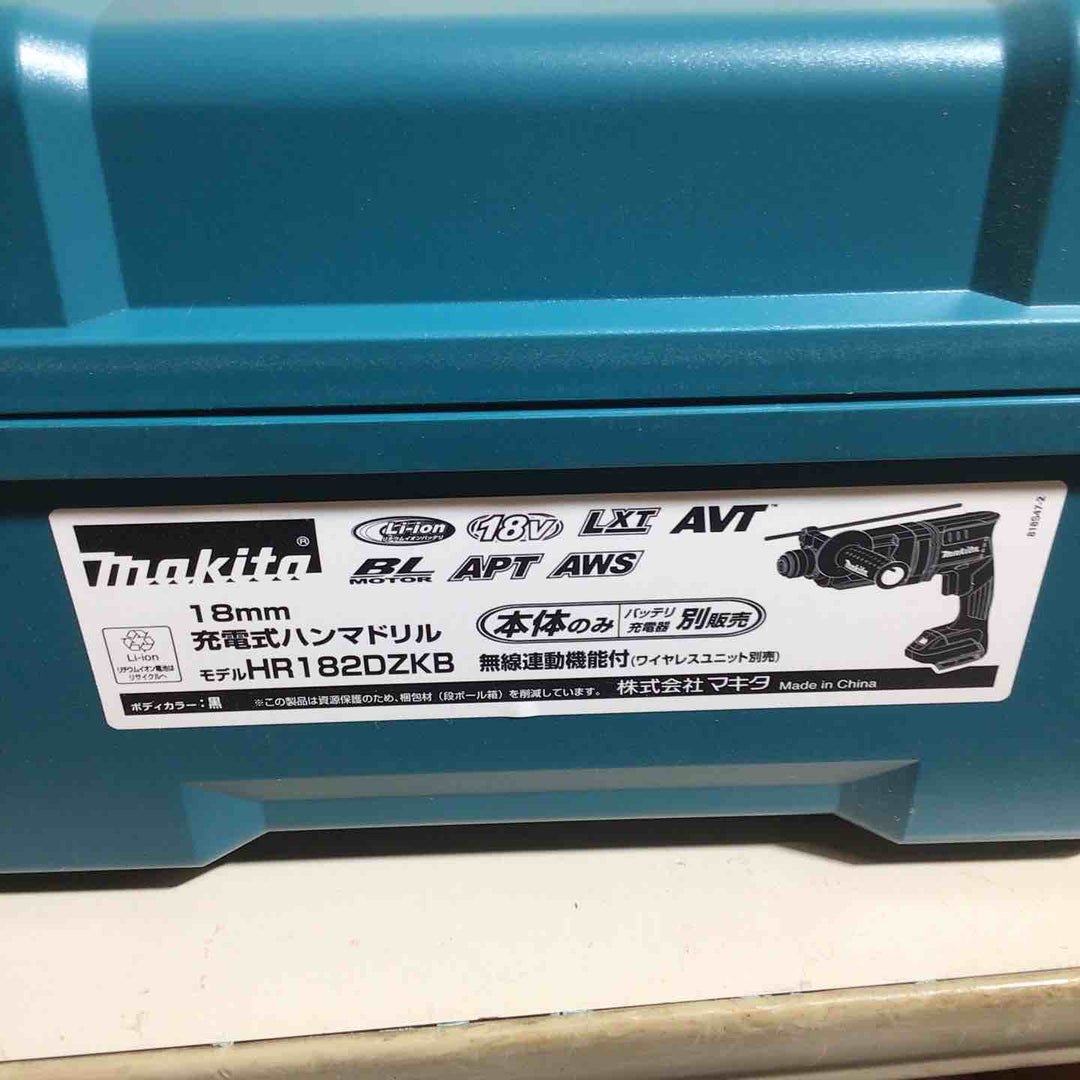 makita®
Li-ion
リチウムイオンバッテリ
18V
LXT
AVT™
BL
MOTOR
APT
AWS
18mm
充電式ハンマドリル
モデルHR182DZKB
本体のみ
バッテリ
充電器
別販売
無線連動機能付(ワイヤレスユニット別売)
Li-ion
リチウムイオン電池は
リサイクルへ
ボディカラー:黒
※この製品は資源保護のため、梱包材(段ボール箱)を削減しています。
株式会社マキタ Made in China
818S47-2
makita
makita